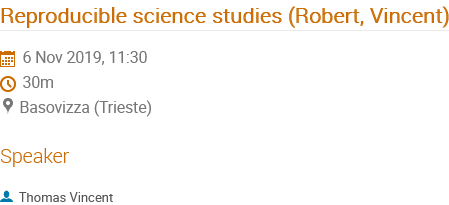 Reproducible science studies (Robert, Vincent)
6 Nov 2019, 11:30
30m
Basovizza (Trieste)
Speaker
Thomas Vincent